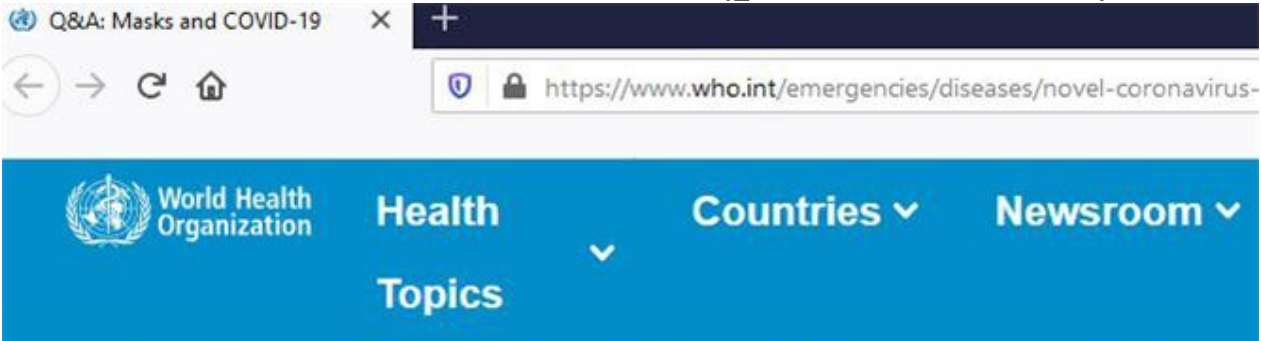 Q&A: Masks and COVID-19
https://www.who.int/emergencies/diseases/novel-coronavirus-
World Health
Organization
Health
Topics
Countries
Newsroom